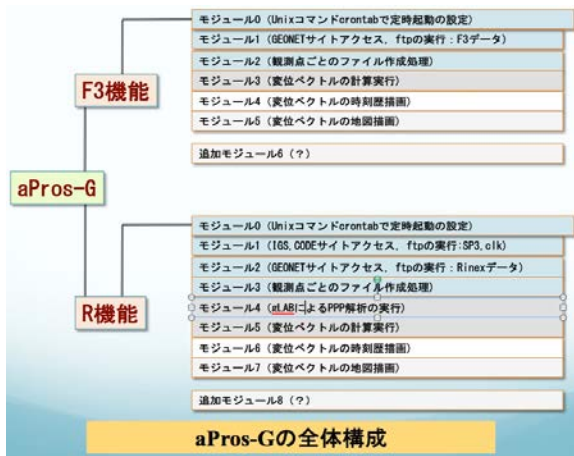 モジュール0（Unixコマンドcrontabで定時起動の設定）
モジュール1（GEONETサイトアクセス, ftpの実行：F3データ）
モジュール2（観測点ごとのファイル作成処理）
モジュール3（変位ベクトルの計算実行）
モジュール4（変位ベクトルの時刻歴描画）
モジュール5（変位ベクトルの地図描画）
追加モジュール6（？）
F3機能
aPros-G
モジュール0（Unixコマンドcrontabで定時起動の設定）
モジュール1（IGS,CODEサイトアクセス, ftpの実行:SP3,clk）
モジュール2（GEONETサイトアクセス, ftpの実行：Rinexデータ）
モジュール3（観測点ごとのファイル作成処理）
モジュール4（gLABによるPPP解析の実行）
モジュール5（変位ベクトルの計算実行）
モジュール6（変位ベクトルの時刻歴描画）
モジュール7（変位ベクトルの地図描画）
追加モジュール8（？）
R機能
aPros-Gの全体構成